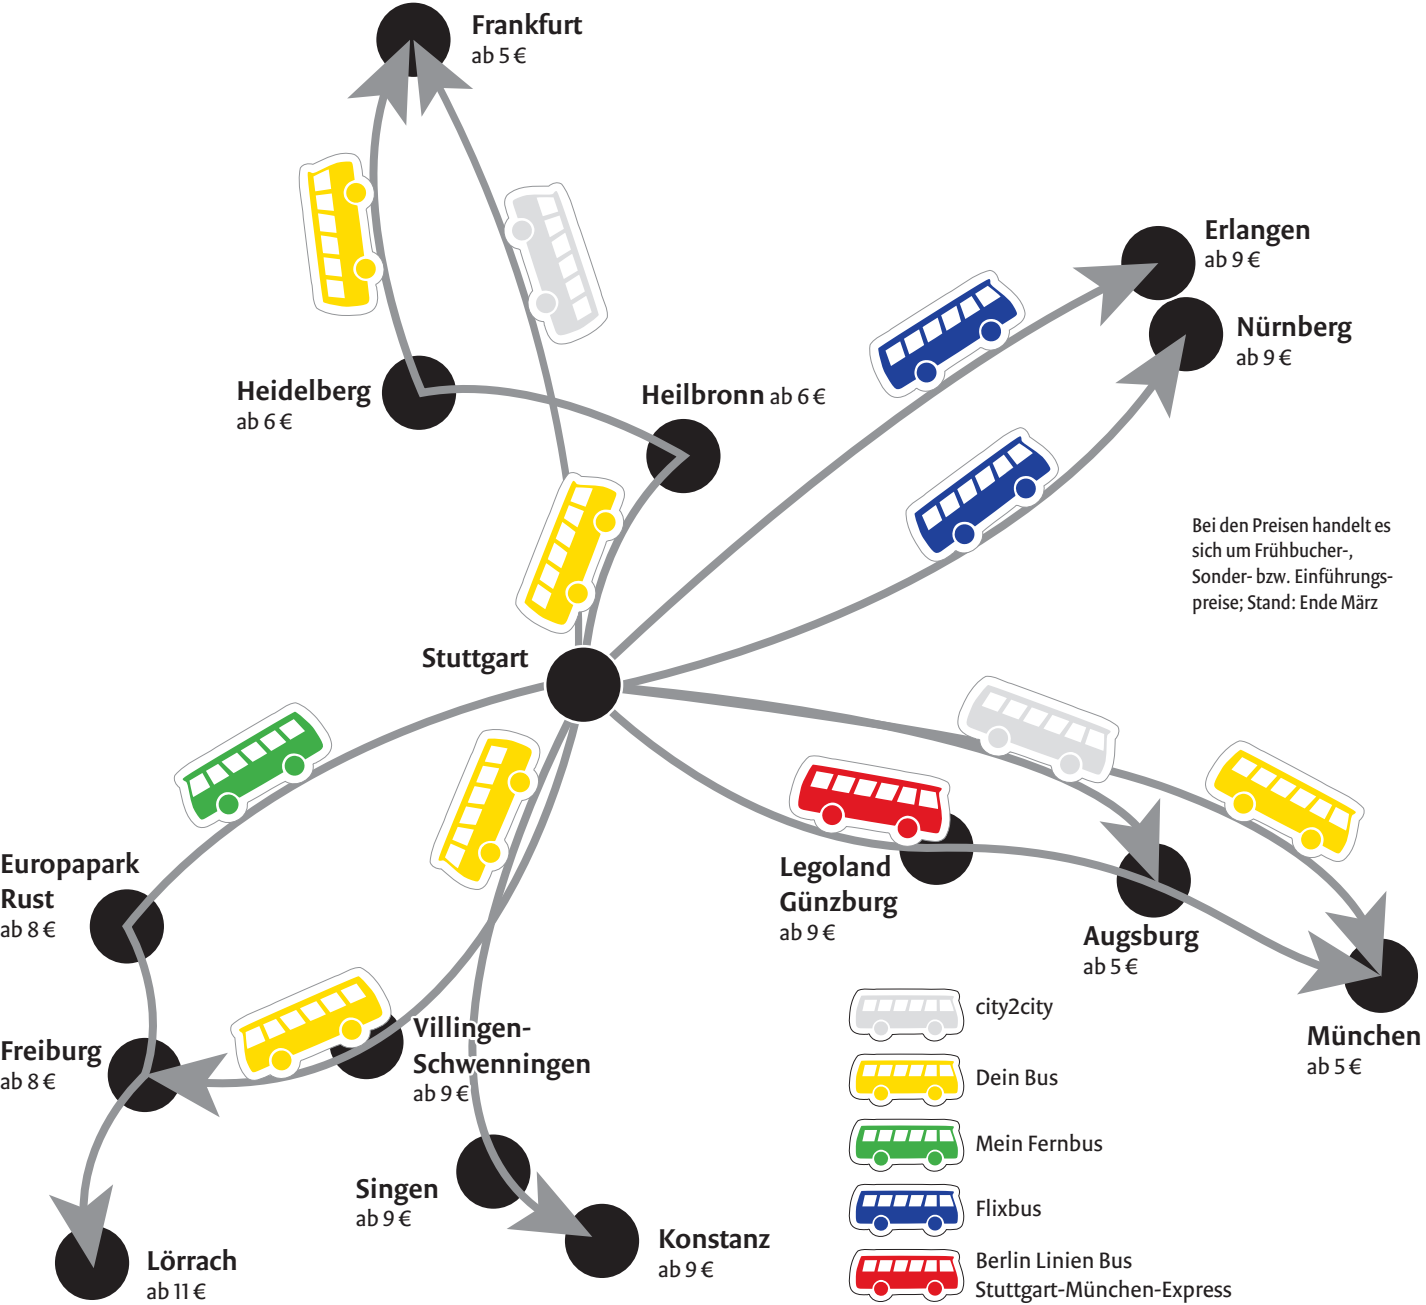 Frankfurt
ab 5 €
Erlangen
ab 9 €
Nürnberg
ab 9 €
Heidelberg
ab 6 €
Heilbronn ab 6 €
Bei den Preisen handelt es
sich um Frühbucher-,
Sonder- bzw. Einführungs-
preise; Stand: Ende März
Stuttgart
Europapark
Rust
ab 8 €
Legoland
Günzburg
ab 9 €
Augsburg
ab 5 €
München
ab 5 €
Freiburg
ab 8 €
Villingen-
Schwenningen
ab 9 €
Singen
ab 9 €
Konstanz
ab 9 €
Lörrach
ab 11 €
city2city
Dein Bus
Mein Fernbus
Flixbus
Berlin Linien Bus
Stuttgart-München-Express